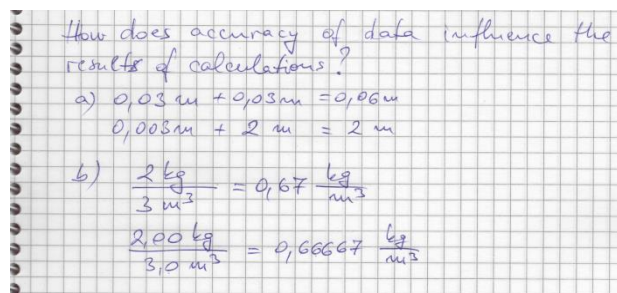 How does accuracy of data influence the
results of calculations?
a) 0,03 m + 0,03 m = 0,06 m
0,003 m + 2 m = 2 m
b) 2 kg / 3 m³ = 0,67 kg/m³
2,00 kg / 3,0 m³ = 0,66667 kg/m³